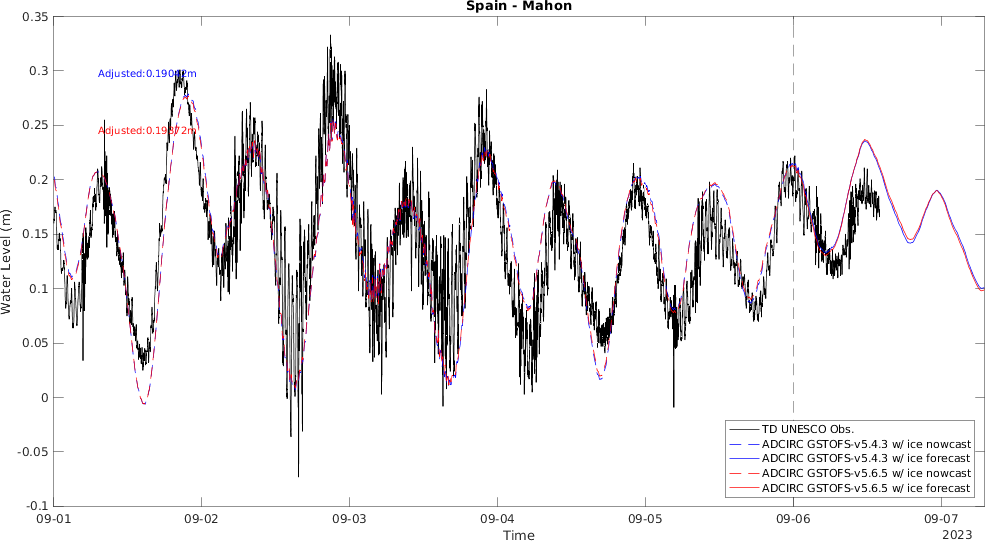 Spain - Mahon
0.35
0.3
0.25
0.2
0.15
0.1
0.05
0
-0.05
-0.1
Water Level (m)
Adjusted:0.19042m
TD UNESCO Obs.
ADCIRC GSTOFS-v5.4.3 w/ ice nowcast
ADCIRC GSTOFS-v5.4.3 w/ ice forecast
ADCIRC GSTOFS-v5.6.5 w/ ice nowcast
ADCIRC GSTOFS-v5.6.5 w/ ice forecast
09-01 09-02 09-03 09-04 09-05 09-06 09-07
Time
2023